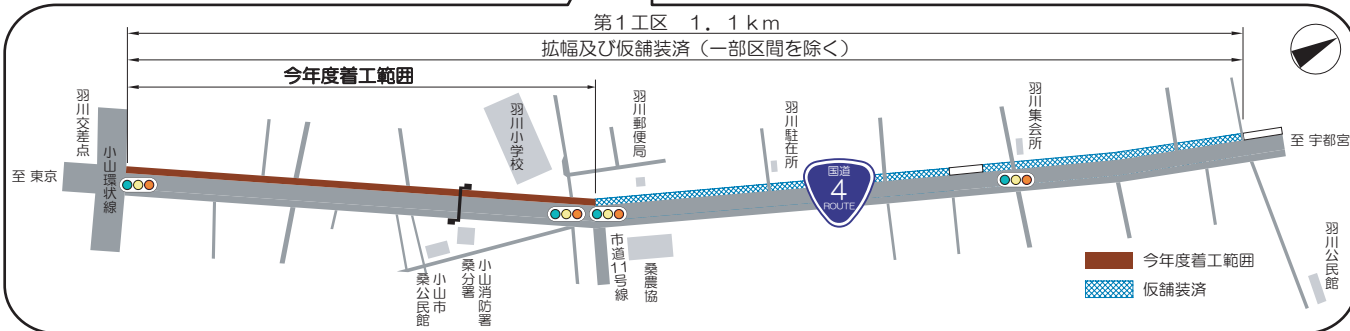 第1工区 1．1km
拡幅及び仮舗装済（一部区間を除く）
今年度着工範囲
羽川交差点
小山環状線
至 東京
羽川小学校
羽川郵便局
羽川駐在所
国道
4
ROUTE
羽川集会所
至 宇都宮
小山市
桑公民館
小山消防署
桑分署
市道11号線
桑農協
羽川公民館
今年度着工範囲
仮舗装済